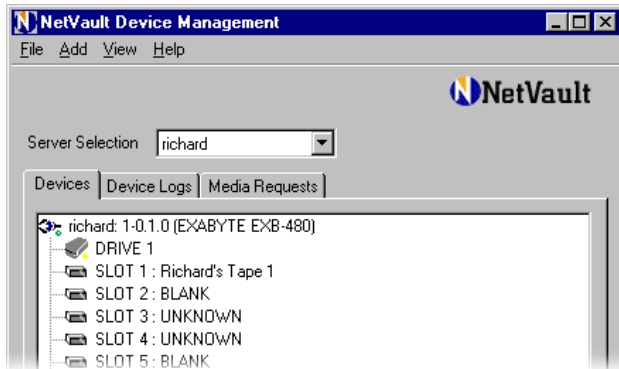 NetVault Device Management
File Add View Help
NetVault
Server Selection richard
Devices Device Logs Media Requests
richard: 1-0.1.0 (EXABYTE EXB-480)
DRIVE 1
SLOT 1 : Richard's Tape 1
SLOT 2 : BLANK
SLOT 3 : UNKNOWN
SLOT 4 : UNKNOWN
SLOT 5 : BLANK